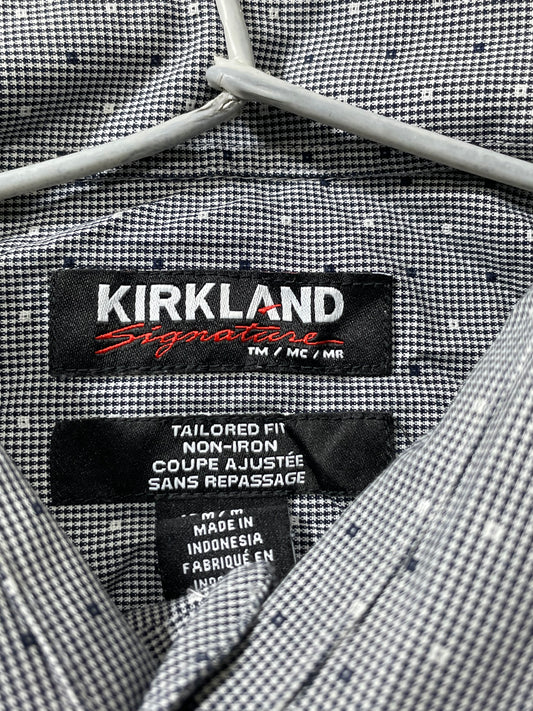 KIRKLAND
Signature
TM / MC / MR
TAILORED FIT
NON-IRON
COUPE AJUSTÉE
SANS REPASSAGE
MADE IN
INDONESIA
FABRIQUÉ EN